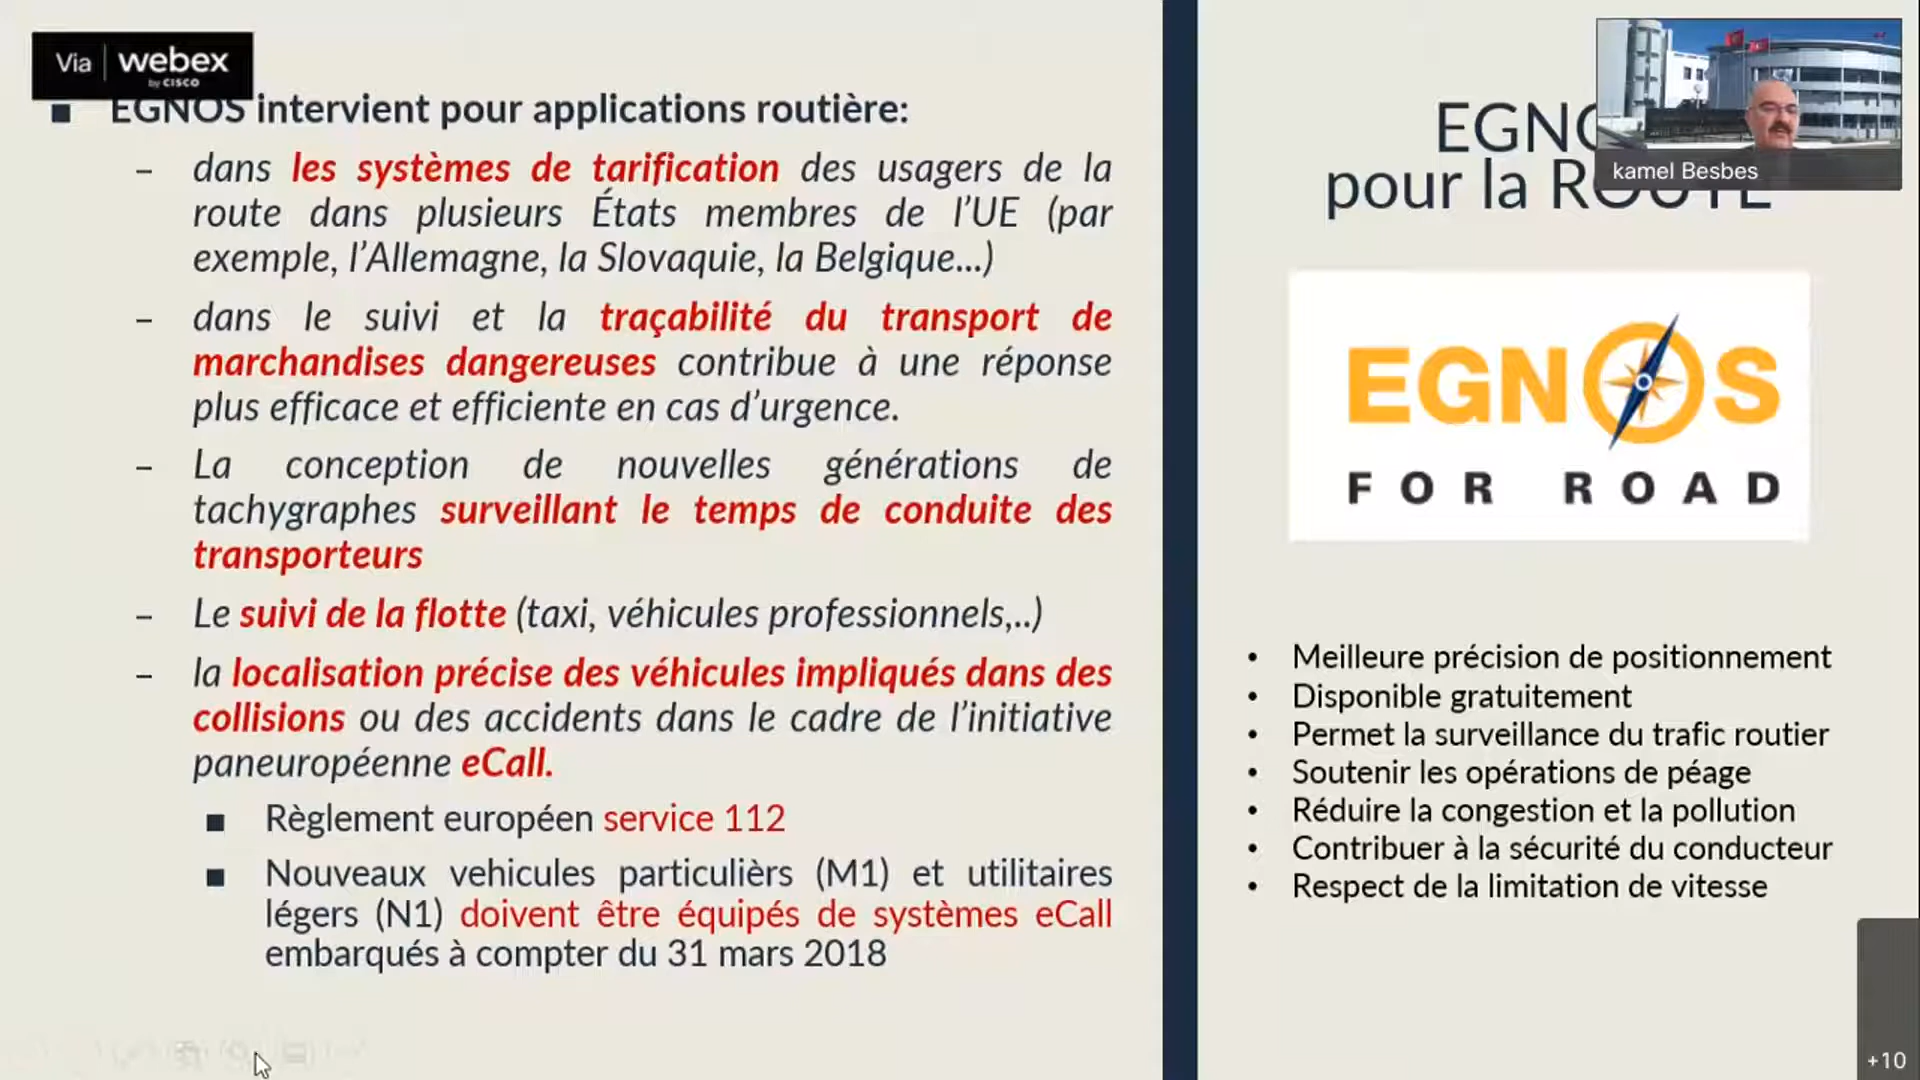 Via webex
by CISCO
EGNOS intervient pour applications routière:
– dans les systèmes de tarification des usagers de la
route dans plusieurs États membres de l'UE (par
exemple, l'Allemagne, la Slovaquie, la Belgique...)
– dans le suivi et la traçabilité du transport de
marchandises dangereuses contribue à une réponse
plus efficace et efficiente en cas d'urgence.
– La conception de nouvelles générations de
tachygraphes surveillant le temps de conduite des
transporteurs
– Le suivi de la flotte (taxi, véhicules professionnels,..)
– la localisation précise des véhicules impliqués dans des
collisions ou des accidents dans le cadre de l'initiative
paneuropéenne eCall.
■ Règlement européen service 112
■ Nouveaux vehicules particulièrs (M1) et utilitaires
légers (N1) doivent être équipés de systèmes eCall
embarqués à compter du 31 mars 2018
pour la ROUTE
kamel Besbes
EGNOS
FOR ROAD
• Meilleure précision de positionnement
• Disponible gratuitement
• Permet la surveillance du trafic routier
• Soutenir les opérations de péage
• Réduire la congestion et la pollution
• Contribuer à la sécurité du conducteur
• Respect de la limitation de vitesse
+10